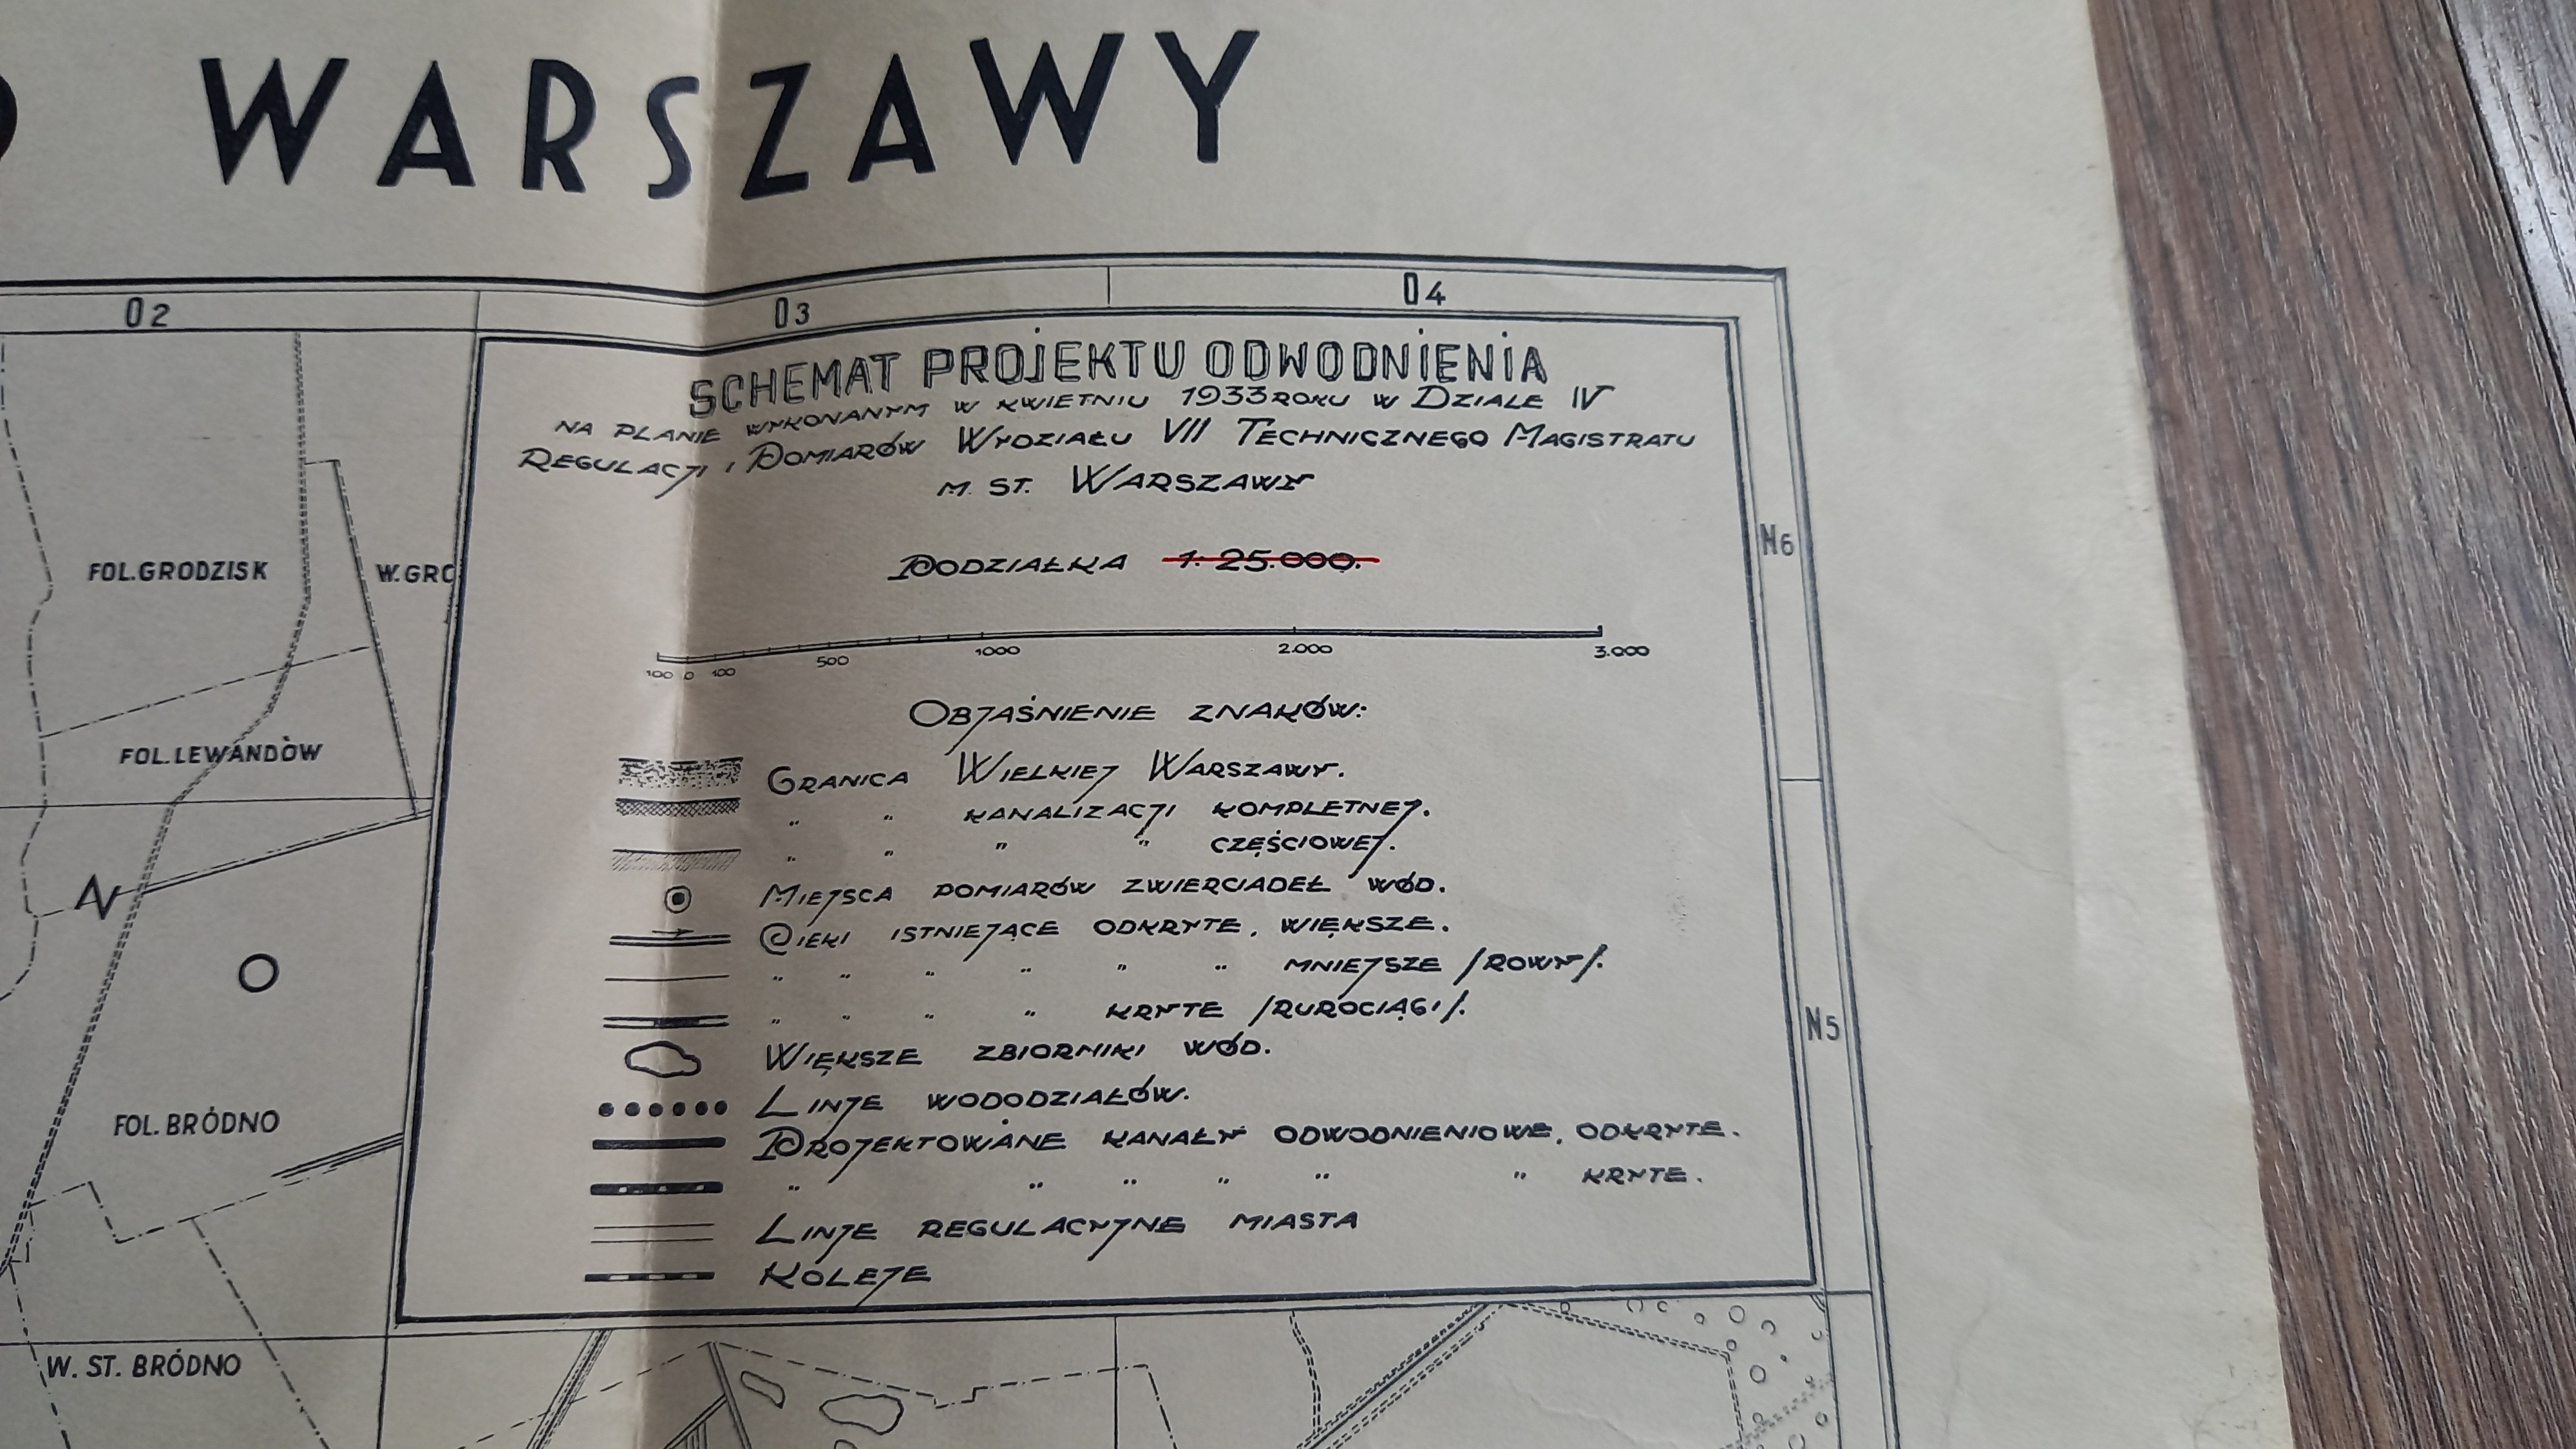 WARSZAWY
O2
O3
O4
SCHEMAT PROJEKTU ODWODNIENIA
NA PLANIE WYKONANYM W KWIETNIU 1933 ROKU W DZIALE IV
REGULACJI I POMIARÓW WYDZIAŁU VII TECHNICZNEGO MAGISTRATU
M. ST. WARSZAWY
PODZIAŁKA 1:25.000.
100 0 100 500 1000 2.000 3.000
OBJAŚNIENIE ZNAKÓW:
GRANICA WIELKIEJ WARSZAWY.
" " KANALIZACJI KOMPLETNEJ.
" " " " CZĘŚCIOWEJ.
MIEJSCA POMIARÓW ZWIERCIADEŁ WÓD.
CIEKI ISTNIEJĄCE ODKRYTE, WIĘKSZE.
" " " " " " MNIEJSZE /ROWY/.
" " " " KRYTE /RUROCIĄGI/.
WIĘKSZE ZBIORNIKI WÓD.
LINJE WODODZIAŁÓW.
PROJEKTOWANE KANAŁY ODWODNIENIOWE, ODKRYTE.
" " " " " " KRYTE.
LINJE REGULACYJNE MIASTA
KOLEJE
N6
N5
FOL. GRODZISK
W. GRO
FOL. LEWANDÒW
N
O
FOL. BRÓDNO
W. ST. BRÓDNO